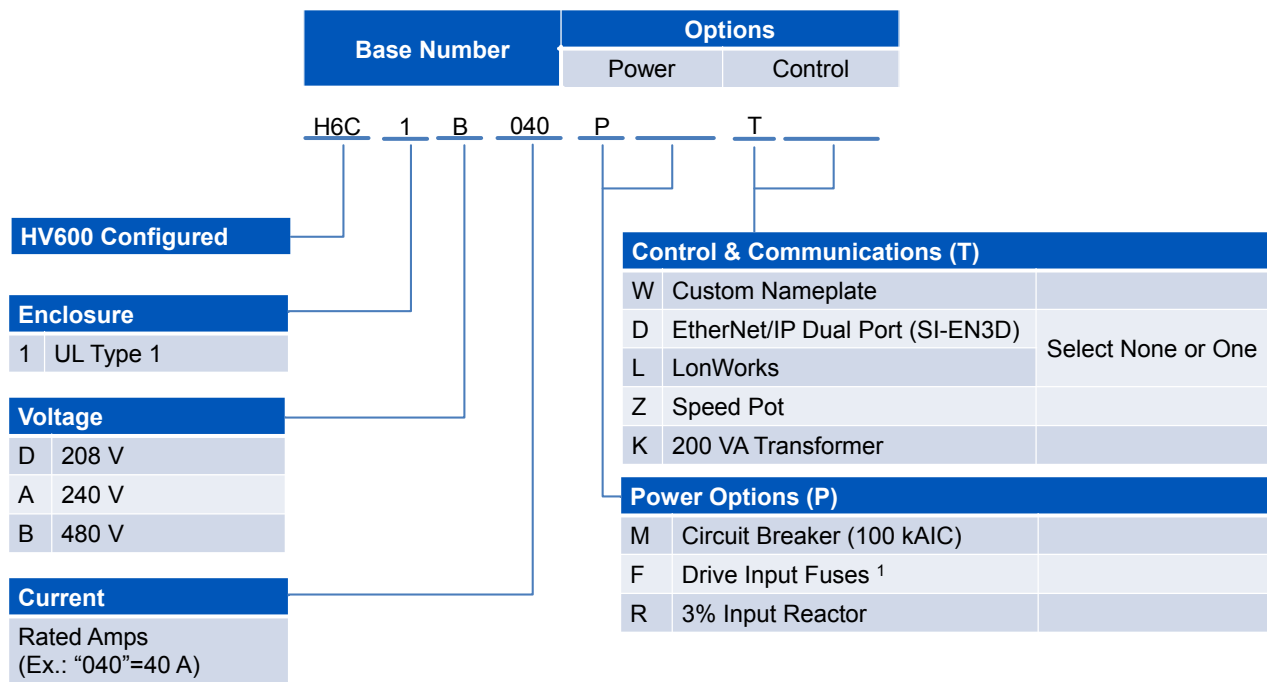 Base Number
Options
Power Control
H6C 1 B 040 P T
HV600 Configured
Enclosure
1 UL Type 1
Voltage
D 208 V
A 240 V
B 480 V
Current
Rated Amps
(Ex.: “040”=40 A)
Control & Communications (T)
W Custom Nameplate
D EtherNet/IP Dual Port (SI-EN3D)
Select None or One
L LonWorks
Z Speed Pot
K 200 VA Transformer
Power Options (P)
M Circuit Breaker (100 kAIC)
F Drive Input Fuses ¹
R 3% Input Reactor